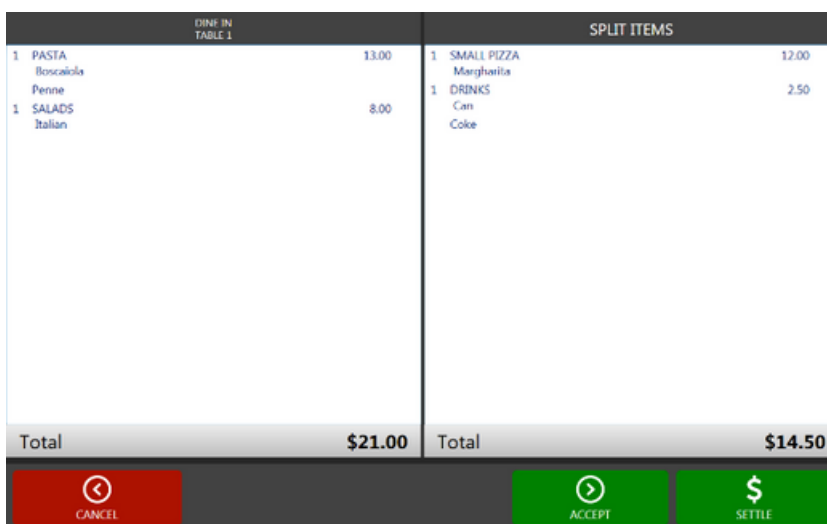 DINE IN
TABLE 1
1 PASTA 13.00
Boscaiola
Penne
1 SALADS 8.00
Italian
Total $21.00
SPLIT ITEMS
1 SMALL PIZZA 12.00
Margharita
1 DRINKS 2.50
Can
Coke
Total $14.50
CANCEL
ACCEPT
$
SETTLE